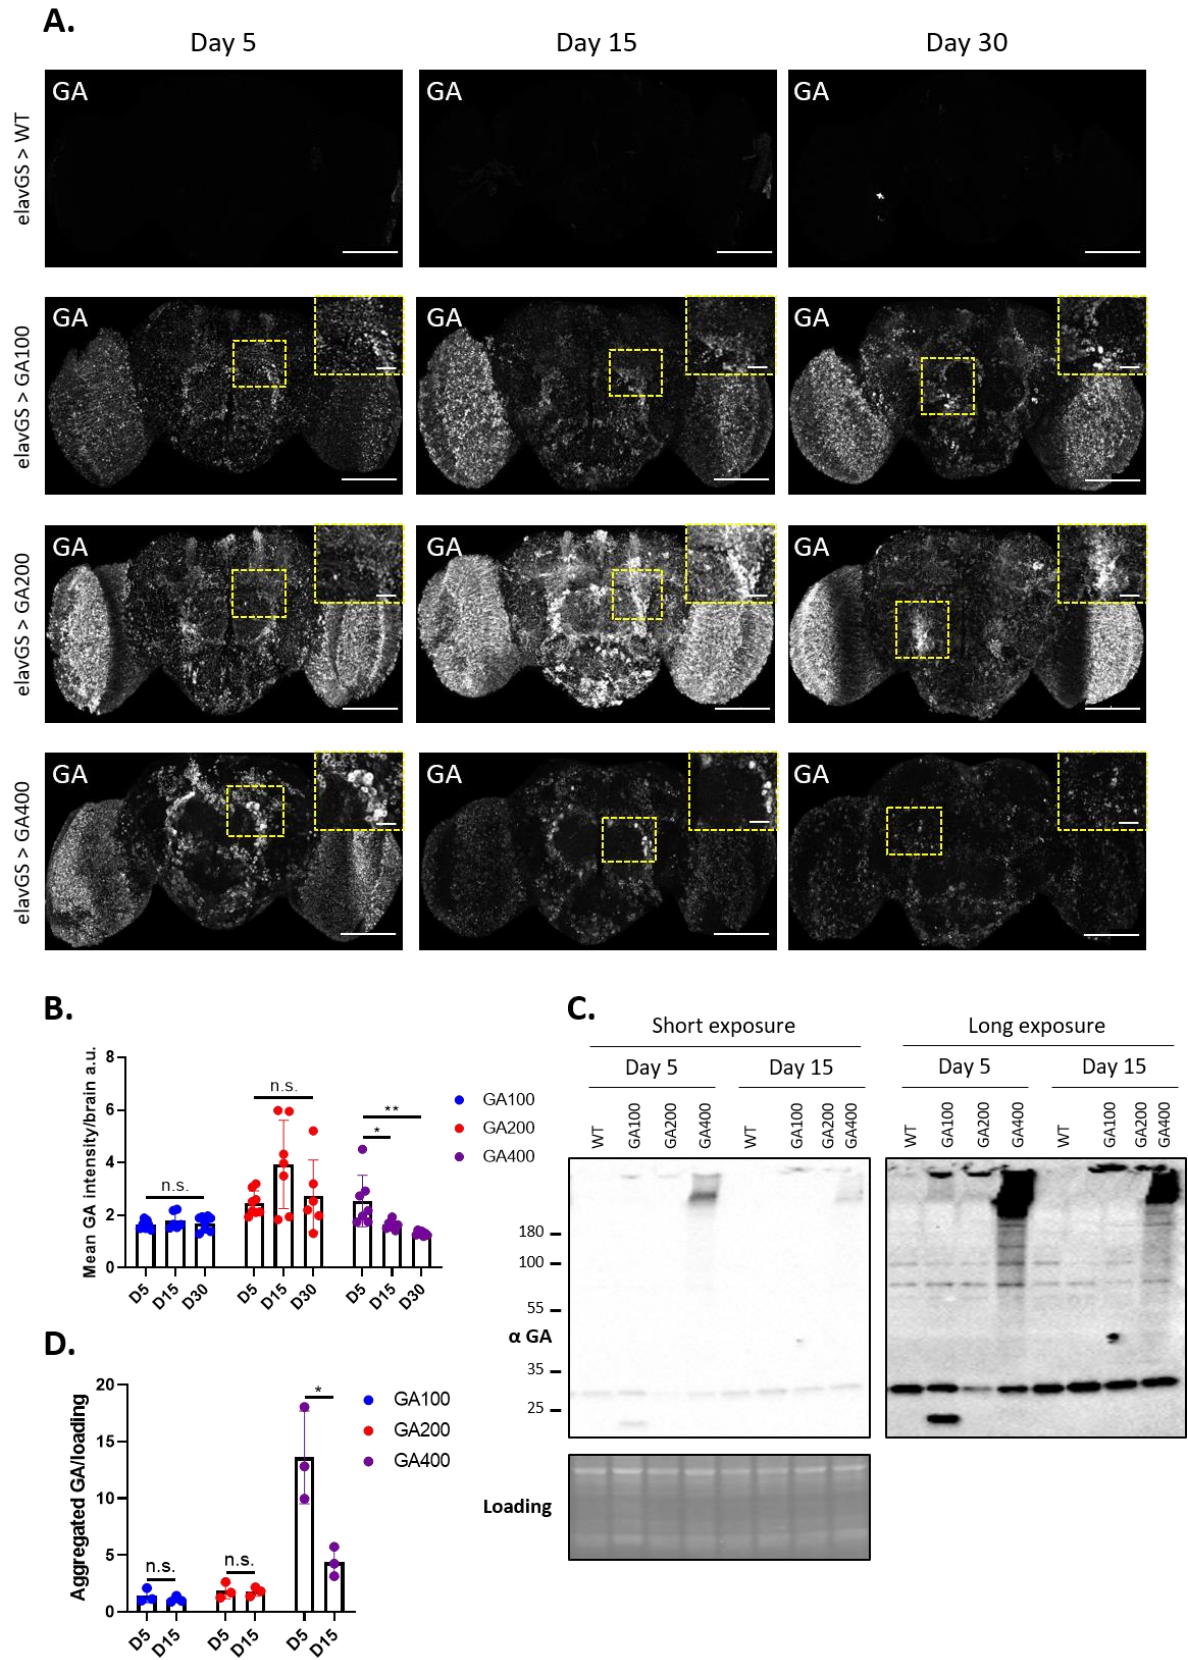 A.
Day 5 Day 15 Day 30
elavGS > WT
GA GA GA
elavGS > GA100
GA GA GA
elavGS > GA200
GA GA GA
elavGS > GA400
GA GA GA
B.
Mean GA intensity/brain a.u.
8
6
4
2
0
n.s.
n.s.
**
*
D5 D15 D30 D5 D15 D30 D5 D15 D30
GA100
GA200
GA400
C.
Short exposure Long exposure
Day 5 Day 15 Day 5 Day 15
WT GA100 GA200 GA400 WT GA100 GA200 GA400 WT GA100 GA200 GA400 WT GA100 GA200 GA400
180
100
55
α GA
35
25
Loading
D.
Aggregated GA/loading
20
15
10
5
0
n.s.
n.s.
*
D5 D15 D5 D15 D5 D15
GA100
GA200
GA400